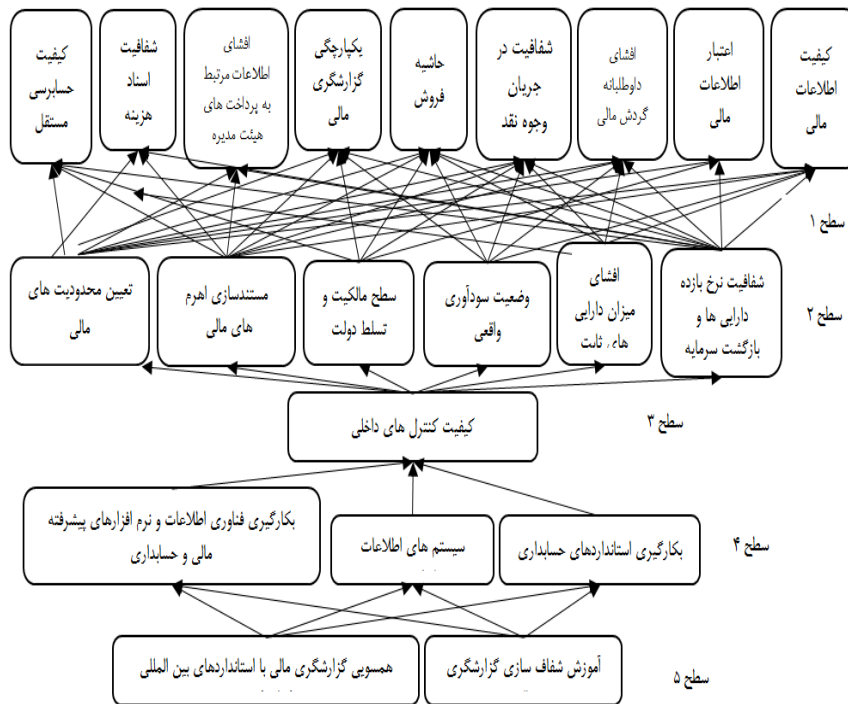 کیفیت
اطلاعات
مالی
اعتبار
اطلاعات
مالی
افشای
داوطلبانه
گردش مالی
شفافیت در
جریان
وجوه نقد
حاشیه
فروش
یکپارچگی
گزارشگری
مالی
افشای
اطلاعات مرتبط
به پرداخت های
هیئت مدیره
شفافیت
اسناد
هزینه
کیفیت
حسابرسی
مستقل
سطح ۱
شفافیت نرخ بازده
دارایی ها و
بازگشت سرمایه
افشای
میزان دارایی
های ثابت
وضعیت سودآوری
واقعی
سطح مالکیت و
تسلط دولت
مستندسازی اهرم
های مالی
تعیین محدودیت های
مالی
سطح ۲
کیفیت کنترل های داخلی
سطح ۳
بکارگیری استانداردهای حسابداری
سیستم های اطلاعات
بکارگیری فناوری اطلاعات و نرم افزارهای پیشرفته
مالی و حسابداری
سطح ۴
آموزش شفاف سازی گزارشگری
همسویی گزارشگری مالی با استانداردهای بین المللی
سطح ۵